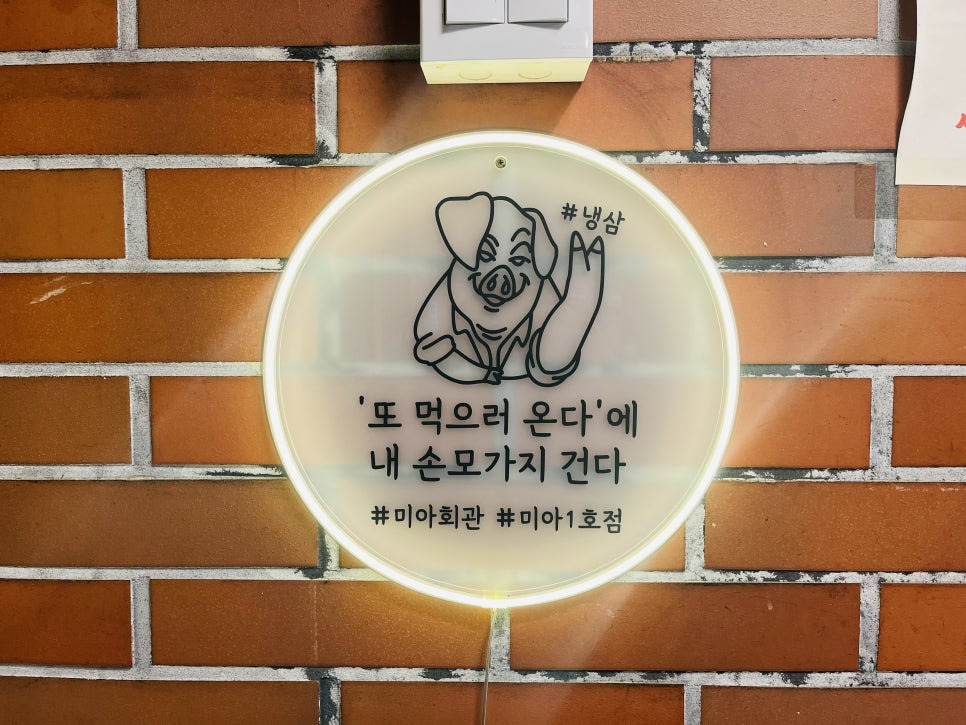 #냉삼
'또 먹으러 온다'에
내 손모가지 건다
#미아회관 #미아1호점